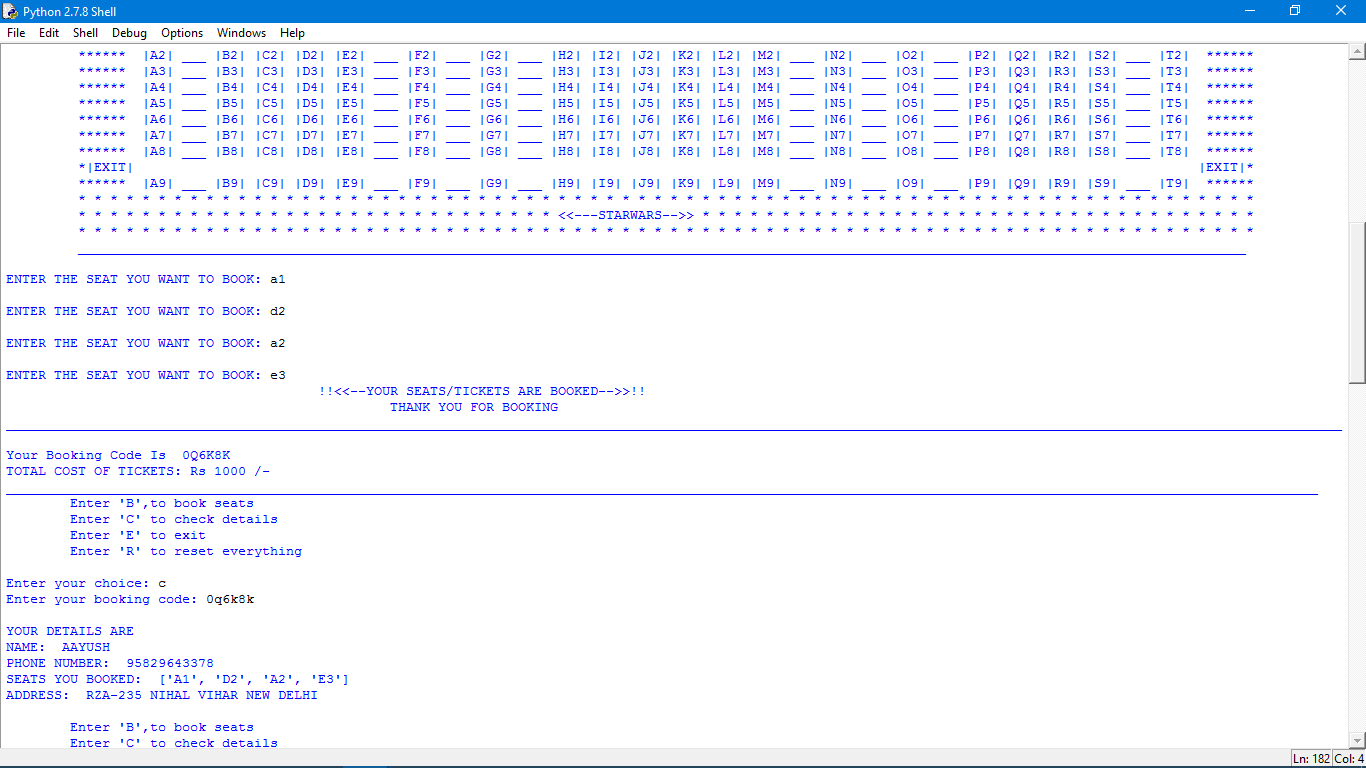 Python 2.7.8 Shell
File Edit Shell Debug Options Windows Help
****** |A2| ___ |B2| |C2| |D2| |E2| ___ |F2| ___ |G2| ___ |H2| |I2| |J2| |K2| |L2| |M2| ___ |N2| ___ |O2| ___ |P2| |Q2| |R2| |S2| ___ |T2| ******
****** |A3| ___ |B3| |C3| |D3| |E3| ___ |F3| ___ |G3| ___ |H3| |I3| |J3| |K3| |L3| |M3| ___ |N3| ___ |O3| ___ |P3| |Q3| |R3| |S3| ___ |T3| ******
****** |A4| ___ |B4| |C4| |D4| |E4| ___ |F4| ___ |G4| ___ |H4| |I4| |J4| |K4| |L4| |M4| ___ |N4| ___ |O4| ___ |P4| |Q4| |R4| |S4| ___ |T4| ******
****** |A5| ___ |B5| |C5| |D5| |E5| ___ |F5| ___ |G5| ___ |H5| |I5| |J5| |K5| |L5| |M5| ___ |N5| ___ |O5| ___ |P5| |Q5| |R5| |S5| ___ |T5| ******
****** |A6| ___ |B6| |C6| |D6| |E6| ___ |F6| ___ |G6| ___ |H6| |I6| |J6| |K6| |L6| |M6| ___ |N6| ___ |O6| ___ |P6| |Q6| |R6| |S6| ___ |T6| ******
****** |A7| ___ |B7| |C7| |D7| |E7| ___ |F7| ___ |G7| ___ |H7| |I7| |J7| |K7| |L7| |M7| ___ |N7| ___ |O7| ___ |P7| |Q7| |R7| |S7| ___ |T7| ******
****** |A8| ___ |B8| |C8| |D8| |E8| ___ |F8| ___ |G8| ___ |H8| |I8| |J8| |K8| |L8| |M8| ___ |N8| ___ |O8| ___ |P8| |Q8| |R8| |S8| ___ |T8| ******
*|EXIT| |EXIT|*
****** |A9| ___ |B9| |C9| |D9| |E9| ___ |F9| ___ |G9| ___ |H9| |I9| |J9| |K9| |L9| |M9| ___ |N9| ___ |O9| ___ |P9| |Q9| |R9| |S9| ___ |T9| ******
* * * * * * * * * * * * * * * * * * * * * * * * * * * * * * * * * * * * * * * * * * * * * * * * * * * * * * * * * * * * * * * * * * * * * * * * * *
* * * * * * * * * * * * * * * * * * * * * * * * * * * * * * <<---STARWARS-->> * * * * * * * * * * * * * * * * * * * * * * * * * * * * * * * * * * *
* * * * * * * * * * * * * * * * * * * * * * * * * * * * * * * * * * * * * * * * * * * * * * * * * * * * * * * * * * * * * * * * * * * * * * * * * *
ENTER THE SEAT YOU WANT TO BOOK: a1
ENTER THE SEAT YOU WANT TO BOOK: d2
ENTER THE SEAT YOU WANT TO BOOK: a2
ENTER THE SEAT YOU WANT TO BOOK: e3
!!<<--YOUR SEATS/TICKETS ARE BOOKED-->>!!
THANK YOU FOR BOOKING
Your Booking Code Is  0Q6K8K
TOTAL COST OF TICKETS: Rs 1000 /-
Enter 'B',to book seats
Enter 'C' to check details
Enter 'E' to exit
Enter 'R' to reset everything
Enter your choice: c
Enter your booking code: 0q6k8k
YOUR DETAILS ARE
NAME:  AAYUSH
PHONE NUMBER:  95829643378
SEATS YOU BOOKED:  ['A1', 'D2', 'A2', 'E3']
ADDRESS:  RZA-235 NIHAL VIHAR NEW DELHI
Enter 'B',to book seats
Enter 'C' to check details
Ln: 182 Col: 4